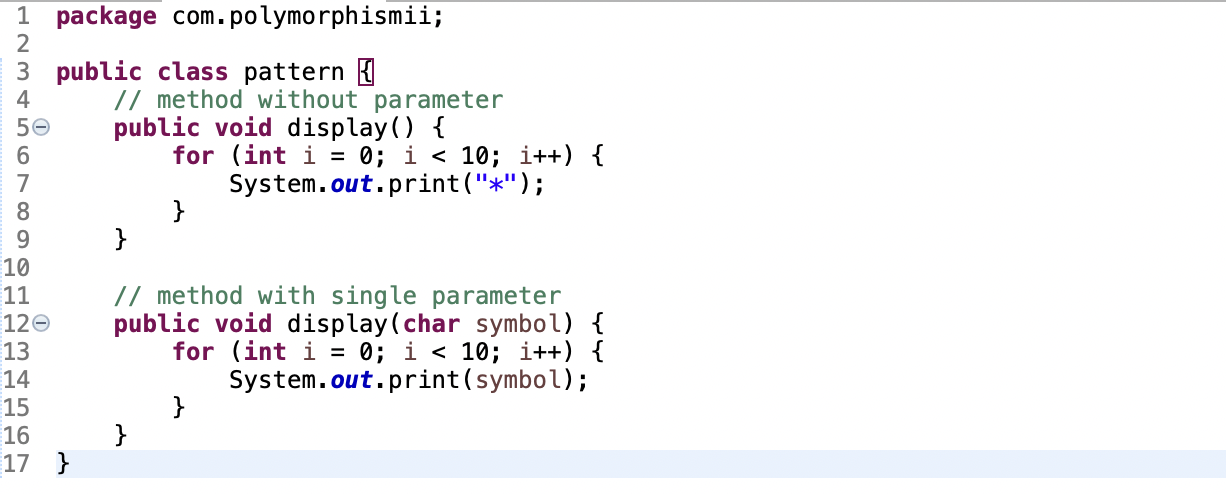 1 package com.polymorphismii;
2
3 public class pattern {
4     // method without parameter
5     public void display() {
6         for (int i = 0; i < 10; i++) {
7             System.out.print("*");
8         }
9     }
10
11     // method with single parameter
12     public void display(char symbol) {
13         for (int i = 0; i < 10; i++) {
14             System.out.print(symbol);
15         }
16     }
17 }